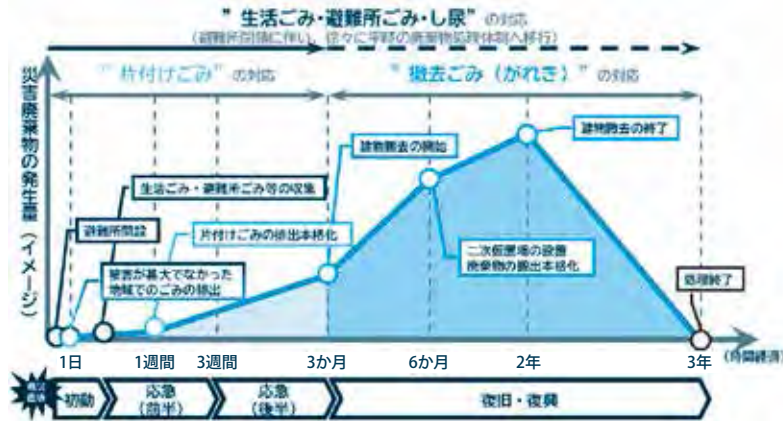 ”生活ごみ・避難所ごみ・し尿”の対応
(避難所閉鎖に伴い、徐々に平時の廃棄物処理体制へ移行)
”片付けごみ”の対応
”撤去ごみ（がれき）”の対応
災害廃棄物の発生量（イメージ）
建物撤去の開始
建物撤去の終了
生活ごみ・避難所ごみ等の収集
避難所開設
片付けごみの排出本格化
被害が甚大でなかった
地域でのごみの排出
二次仮置場の設置
廃棄物の搬出本格化
処理終了
1日
1週間
3週間
3か月
6か月
2年
3年
(時間経過)
初動
応急
(前半)
応急
(後半)
復旧・復興